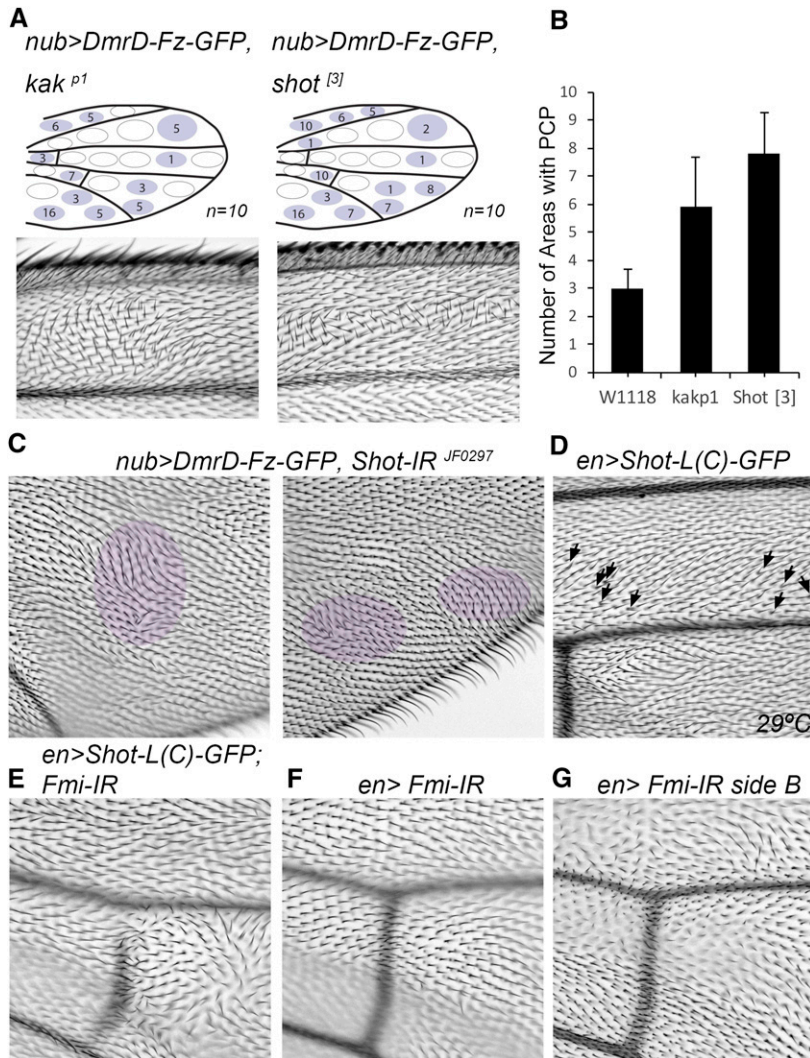 A
nub>DmrD-Fz-GFP,
kak p1
nub>DmrD-Fz-GFP,
shot [3]
6
5
5
3
1
7
3
3
16
5
5
n=10
10
6
5
2
1
1
10
1
8
3
16
7
7
n=10
B
Number of Areas with PCP
10
9
8
7
6
5
4
3
2
1
0
W1118
kakp1
Shot [3]
C
nub>DmrD-Fz-GFP, Shot-IR JF0297
D
en>Shot-L(C)-GFP
29ºC
E
en>Shot-L(C)-GFP;
Fmi-IR
F
en> Fmi-IR
G
en> Fmi-IR side B